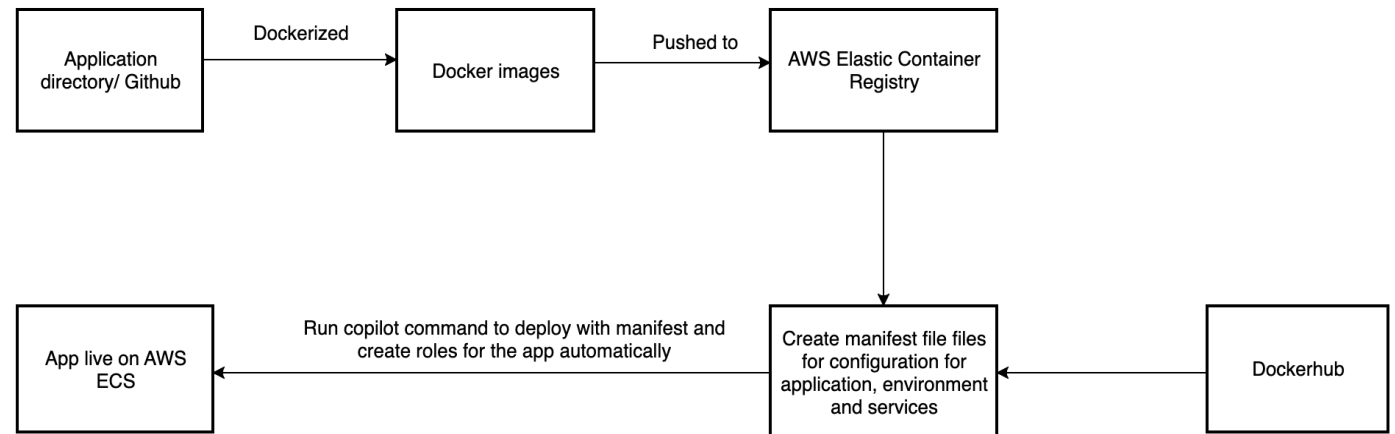 Application
directory/ Github
Dockerized
Docker images
Pushed to
AWS Elastic Container
Registry
App live on AWS
ECS
Run copilot command to deploy with manifest and
create roles for the app automatically
Create manifest file files
for configuration for
application, environment
and services
Dockerhub